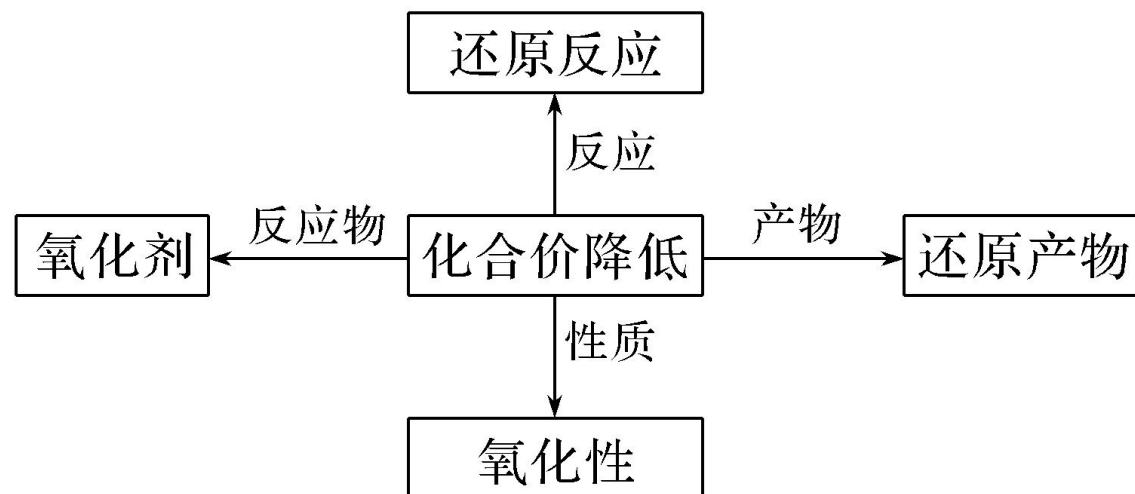 还原反应
反应
氧化剂
反应物
化合价降低
产物
还原产物
性质
氧化性